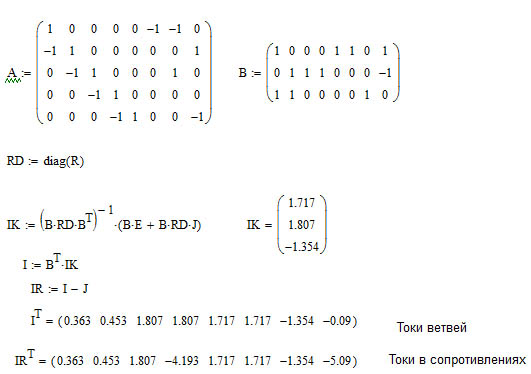 A := ( 1 0 0 0 0 −1 −1 0
−1 1 0 0 0 0 0 1
0 −1 1 0 0 0 1 0
0 0 −1 1 0 0 0 0
0 0 0 −1 1 0 0 −1 )
B := ( 1 0 0 0 1 1 0 1
0 1 1 1 0 0 0 −1
1 1 0 0 0 0 1 0 )
RD := diag(R)
IK := (B·RD·B^T)^−1·(B·E + B·RD·J)
IK = ( 1.717
1.807
−1.354 )
I := B^T·IK
IR := I − J
I^T = (0.363 0.453 1.807 1.807 1.717 1.717 −1.354 −0.09)
Токи ветвей
IR^T = (0.363 0.453 1.807 −4.193 1.717 1.717 −1.354 −5.09)
Токи в сопротивлениях